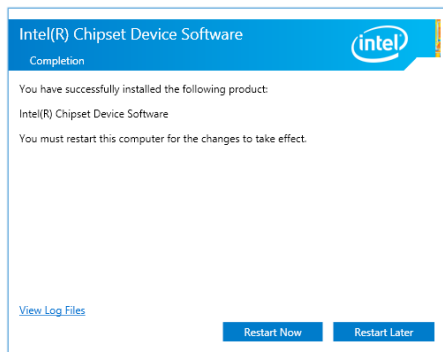 Intel(R) Chipset Device Software
intel
Completion
You have successfully installed the following product:
Intel(R) Chipset Device Software
You must restart this computer for the changes to take effect.
View Log Files
Restart Now
Restart Later